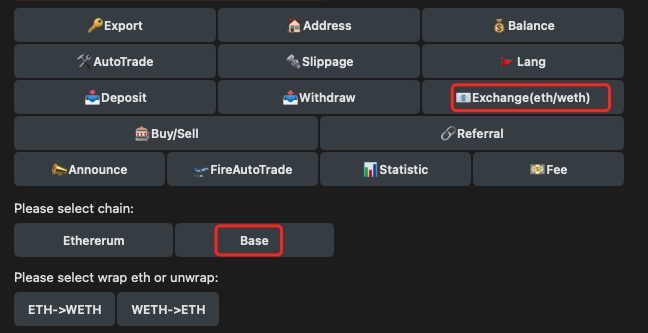 Export Address Balance
AutoTrade Slippage Lang
Deposit Withdraw Exchange(eth/weth)
Buy/Sell Referral
Announce FireAutoTrade Statistic Fee
Please select chain:
Ethererum Base
Please select wrap eth or unwrap:
ETH->WETH WETH->ETH